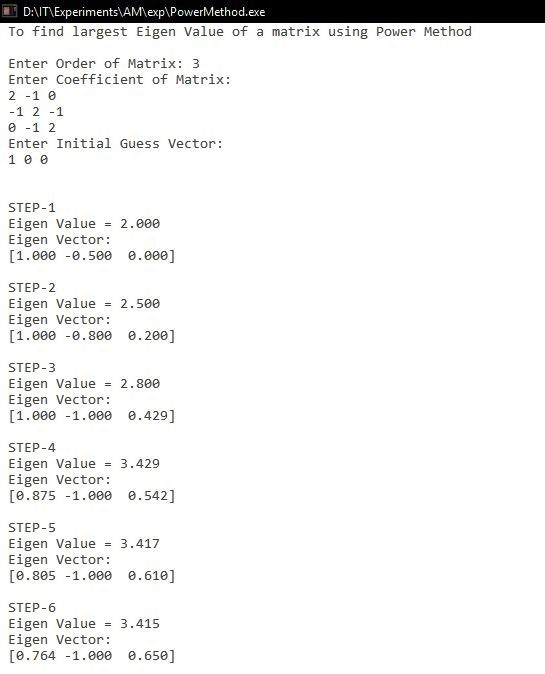 D:\IT\Experiments\AM\exp\PowerMethod.exe
To find largest Eigen Value of a matrix using Power Method
Enter Order of Matrix: 3
Enter Coefficient of Matrix:
2 -1 0
-1 2 -1
0 -1 2
Enter Initial Guess Vector:
1 0 0
STEP-1
Eigen Value = 2.000
Eigen Vector:
[1.000 -0.500  0.000]
STEP-2
Eigen Value = 2.500
Eigen Vector:
[1.000 -0.800  0.200]
STEP-3
Eigen Value = 2.800
Eigen Vector:
[1.000 -1.000  0.429]
STEP-4
Eigen Value = 3.429
Eigen Vector:
[0.875 -1.000  0.542]
STEP-5
Eigen Value = 3.417
Eigen Vector:
[0.805 -1.000  0.610]
STEP-6
Eigen Value = 3.415
Eigen Vector:
[0.764 -1.000  0.650]